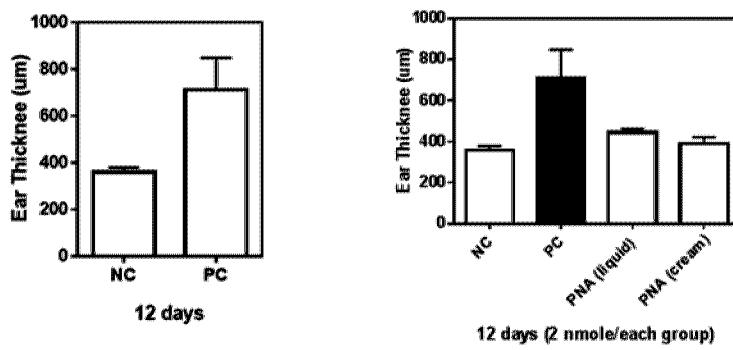 1000
800
600
400
200
0
Ear Thicknee (um)
NC PC
12 days
1000
800
600
400
200
0
Ear Thicknee (um)
NC
PC
PNA (liquid)
PNA (cream)
12 days (2 nmole/each group)